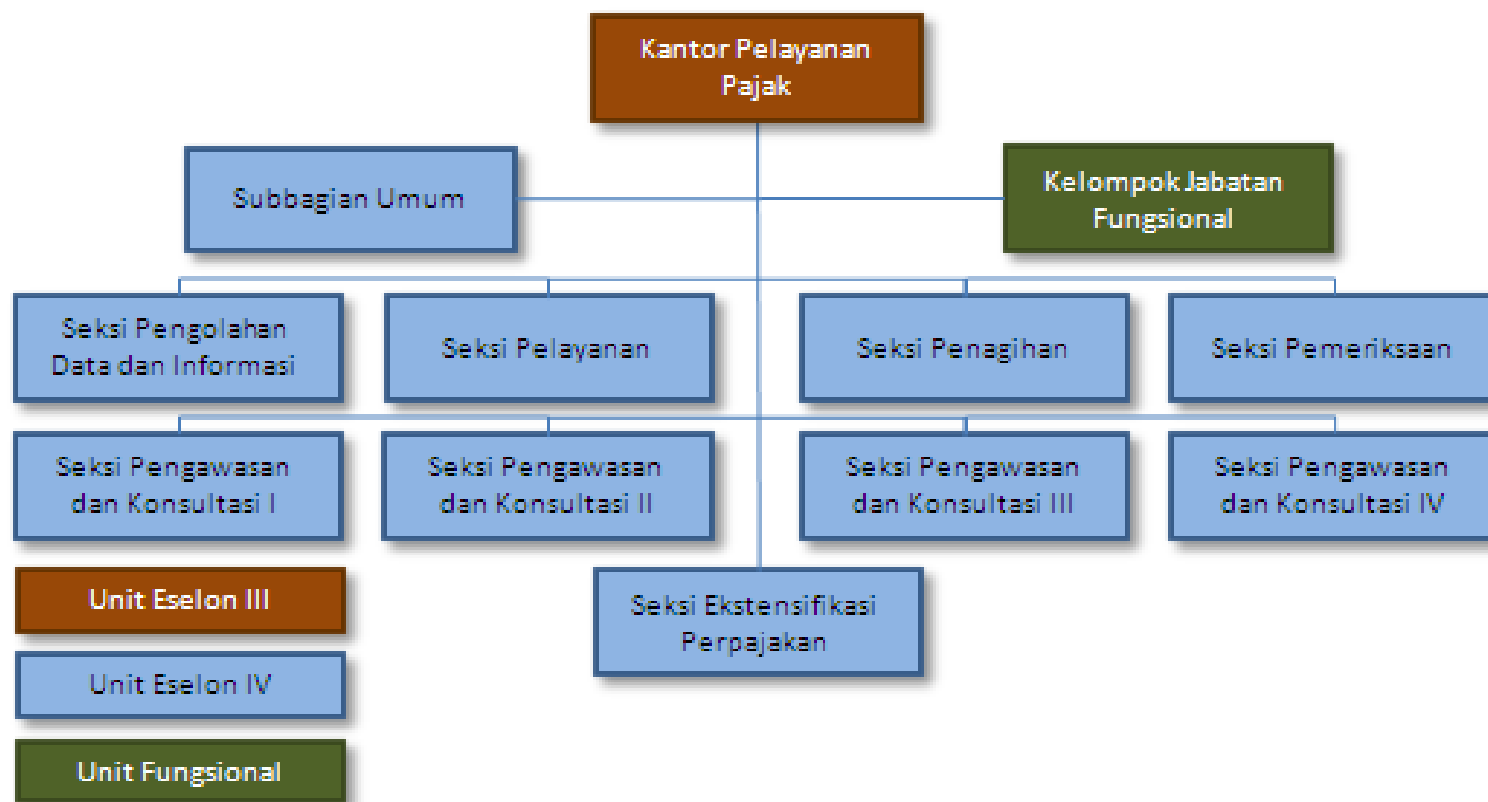 Kantor Pelayanan
Pajak
Subbagian Umum
Kelompok Jabatan
Fungsional
Seksi Pengolahan
Data dan Informasi
Seksi Pelayanan
Seksi Penagihan
Seksi Pemeriksaan
Seksi Pengawasan
dan Konsultasi I
Seksi Pengawasan
dan Konsultasi II
Seksi Pengawasan
dan Konsultasi III
Seksi Pengawasan
dan Konsultasi IV
Unit Eselon III
Seksi Ekstensifikasi
Perpajakan
Unit Eselon IV
Unit Fungsional